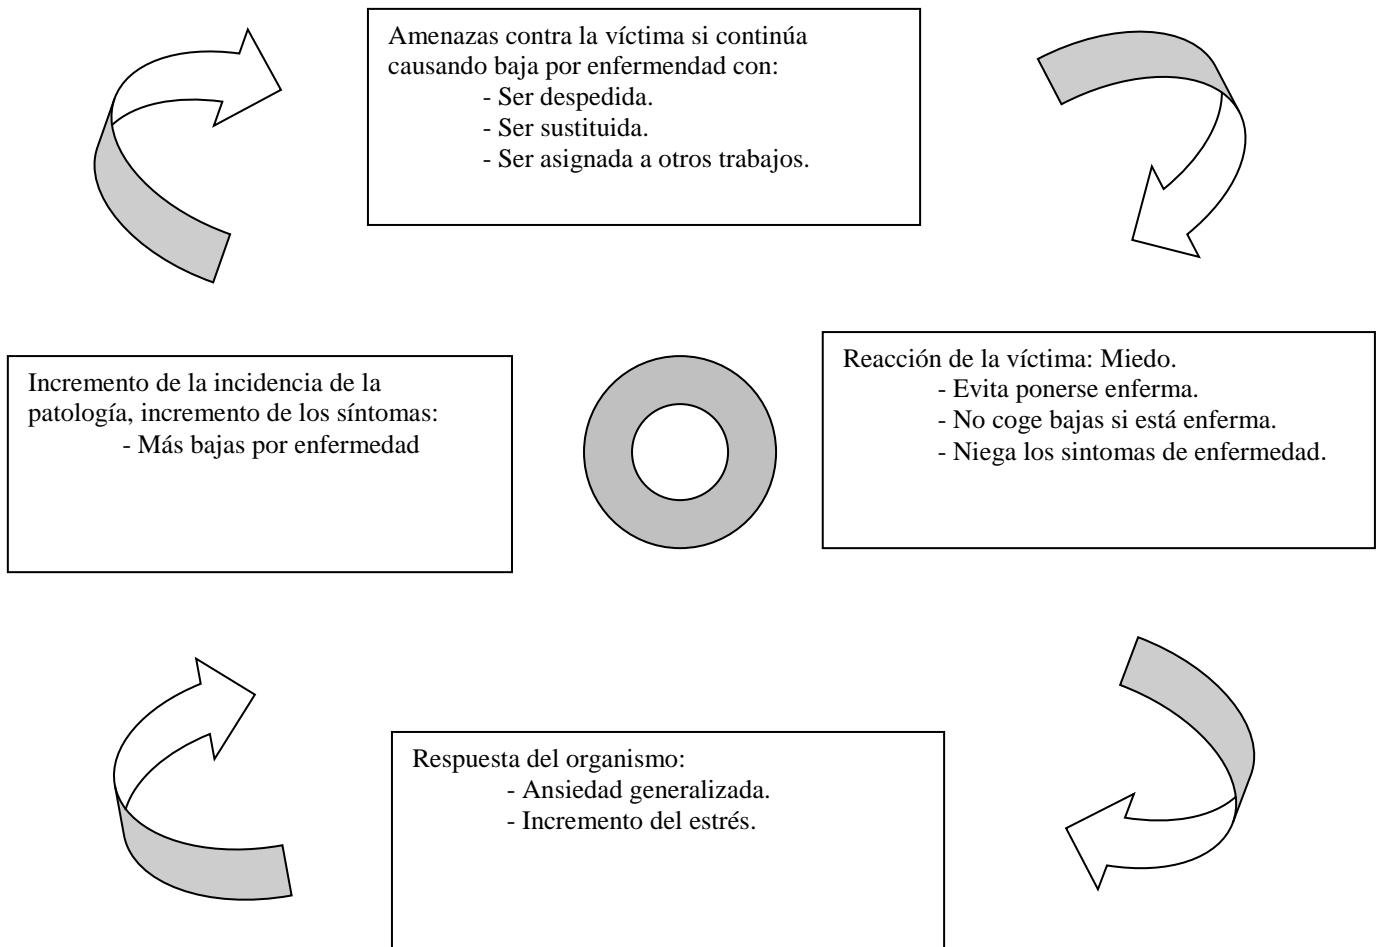 Amenazas contra la víctima si continúa
causando baja por enfermendad con:
- Ser despedida.
- Ser sustituida.
- Ser asignada a otros trabajos.
Reacción de la víctima: Miedo.
- Evita ponerse enferma.
- No coge bajas si está enferma.
- Niega los sintomas de enfermedad.
Incremento de la incidencia de la
patología, incremento de los síntomas:
- Más bajas por enfermedad
Respuesta del organismo:
- Ansiedad generalizada.
- Incremento del estrés.